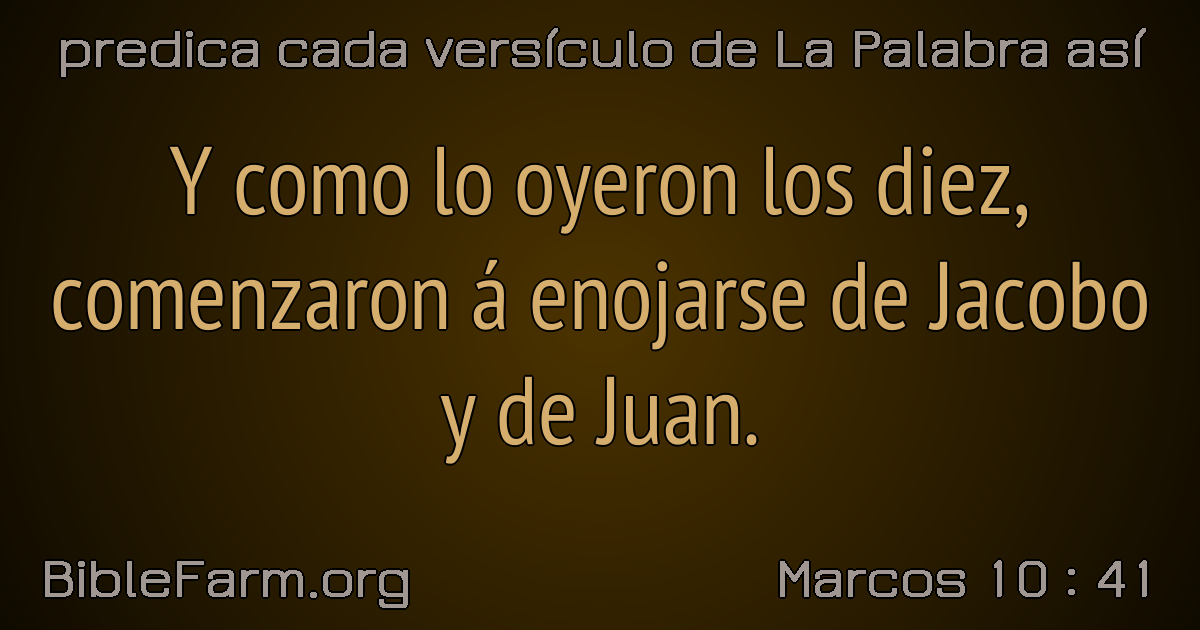 predica cada versículo de La Palabra así
Y como lo oyeron los diez,
comenzaron á enojarse de Jacobo
y de Juan.
BibleFarm.org
Marcos 10 : 41